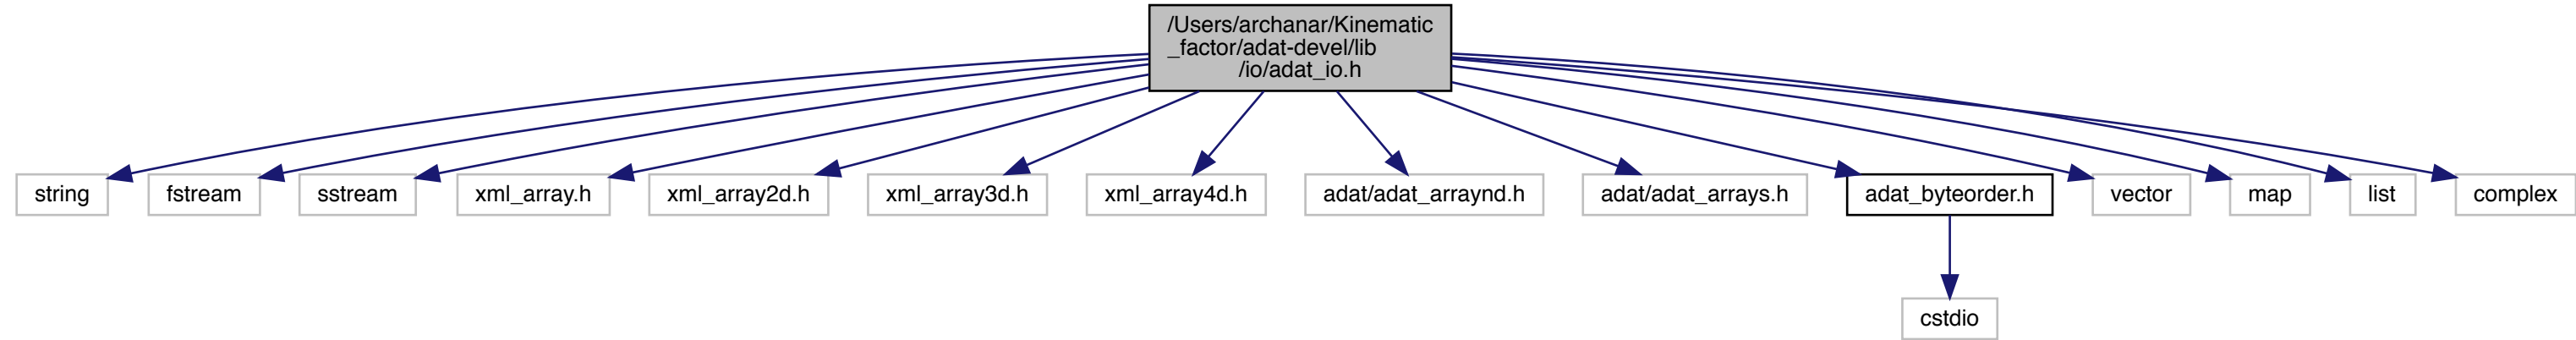 /Users/archanar/Kinematic
_factor/adat-devel/lib
/io/adat_io.h
string
fstream
sstream
xml_array.h
xml_array2d.h
xml_array3d.h
xml_array4d.h
adat/adat_arraynd.h
adat/adat_arrays.h
adat_byteorder.h
vector
map
list
complex
cstdio